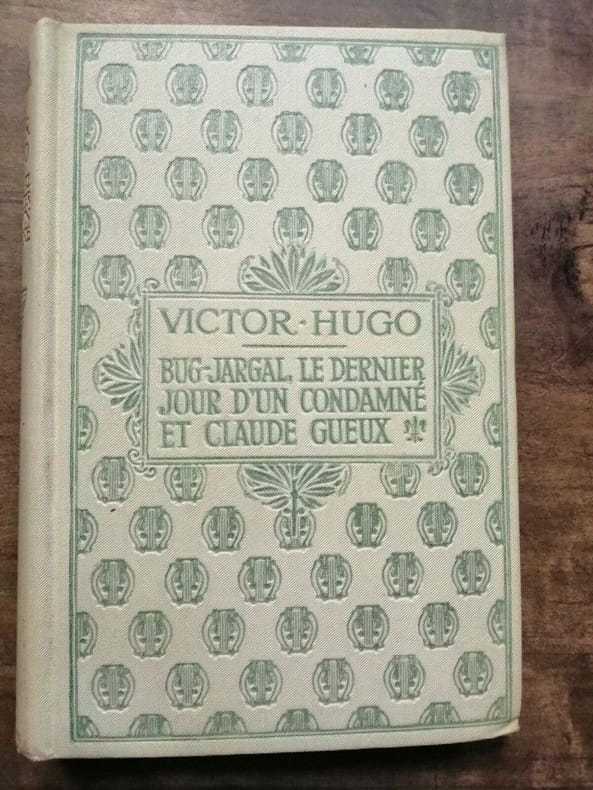 VICTOR·HUGO
BUG-JARGAL, LE DERNIER
JOUR D'UN CONDAMNÉ
ET CLAUDE GUEUX